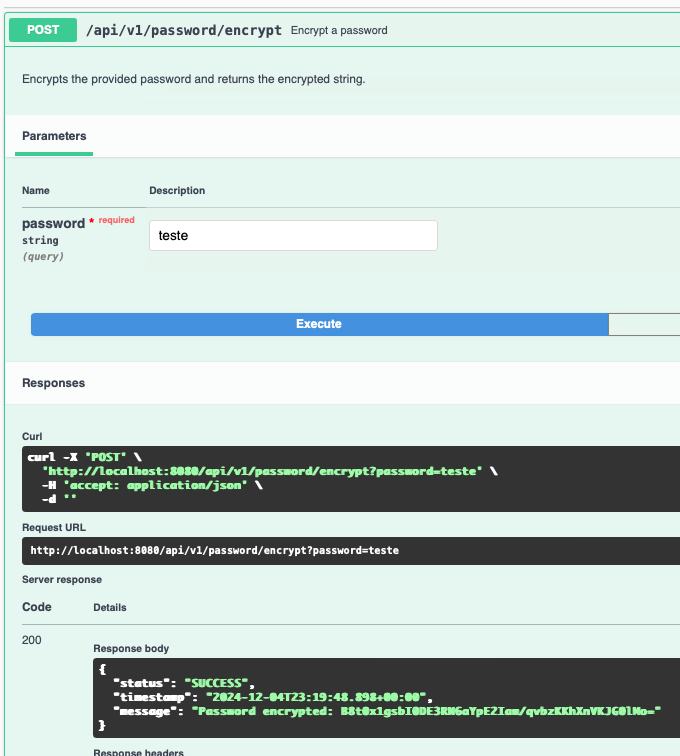 POST /api/v1/password/encrypt Encrypt a password
Encrypts the provided password and returns the encrypted string.
Parameters
Name Description
password * required
string
(query)
teste
Execute
Responses
Curl
curl -X 'POST' \
'http://localhost:8080/api/v1/password/encrypt?password=teste' \
-H 'accept: application/json' \
-d ''
Request URL
http://localhost:8080/api/v1/password/encrypt?password=teste
Server response
Code Details
200
Response body
{
"status": "SUCCESS",
"timestamp": "2024-12-04T23:19:48.898+00:00",
"message": "Password encrypted:
}
Response headers